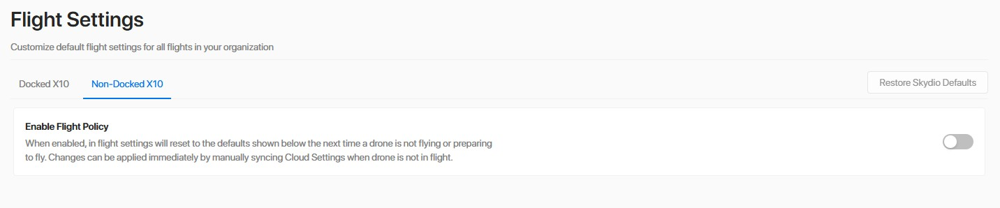 Flight Settings
Customize default flight settings for all flights in your organization
Docked X10
Non-Docked X10
Restore Skydio Defaults
Enable Flight Policy
When enabled, in flight settings will reset to the defaults shown below the next time a drone is not flying or preparing
to fly. Changes can be applied immediately by manually syncing Cloud Settings when drone is not in flight.